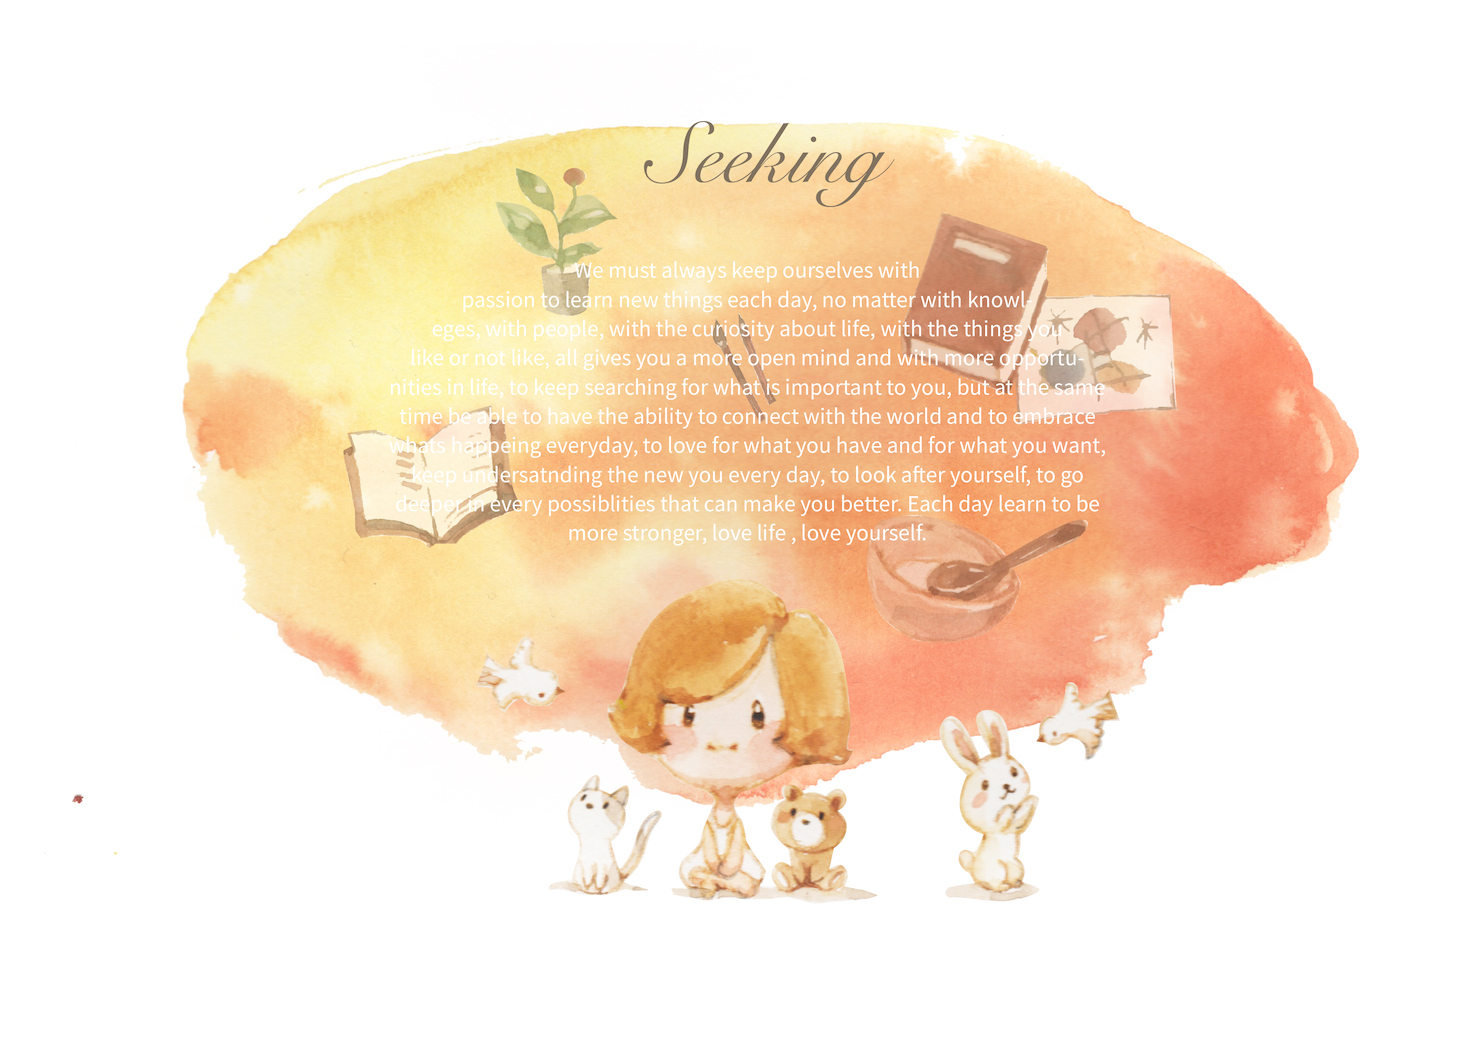 Seeking
We must always keep ourselves with
passion to learn new things each day, no matter with knowl-
eges, with people, with the curiosity about life, with the things you
like or not like, all gives you a more open mind and with more opportu-
nities in life, to keep searching for what is important to you, but at the same
time be able to have the ability to connect with the world and to embrace
whats happeing everyday, to love for what you have and for what you want,
keep undersatnding the new you every day, to look after yourself, to go
deeper in every possiblities that can make you better. Each day learn to be
more stronger, love life , love yourself.